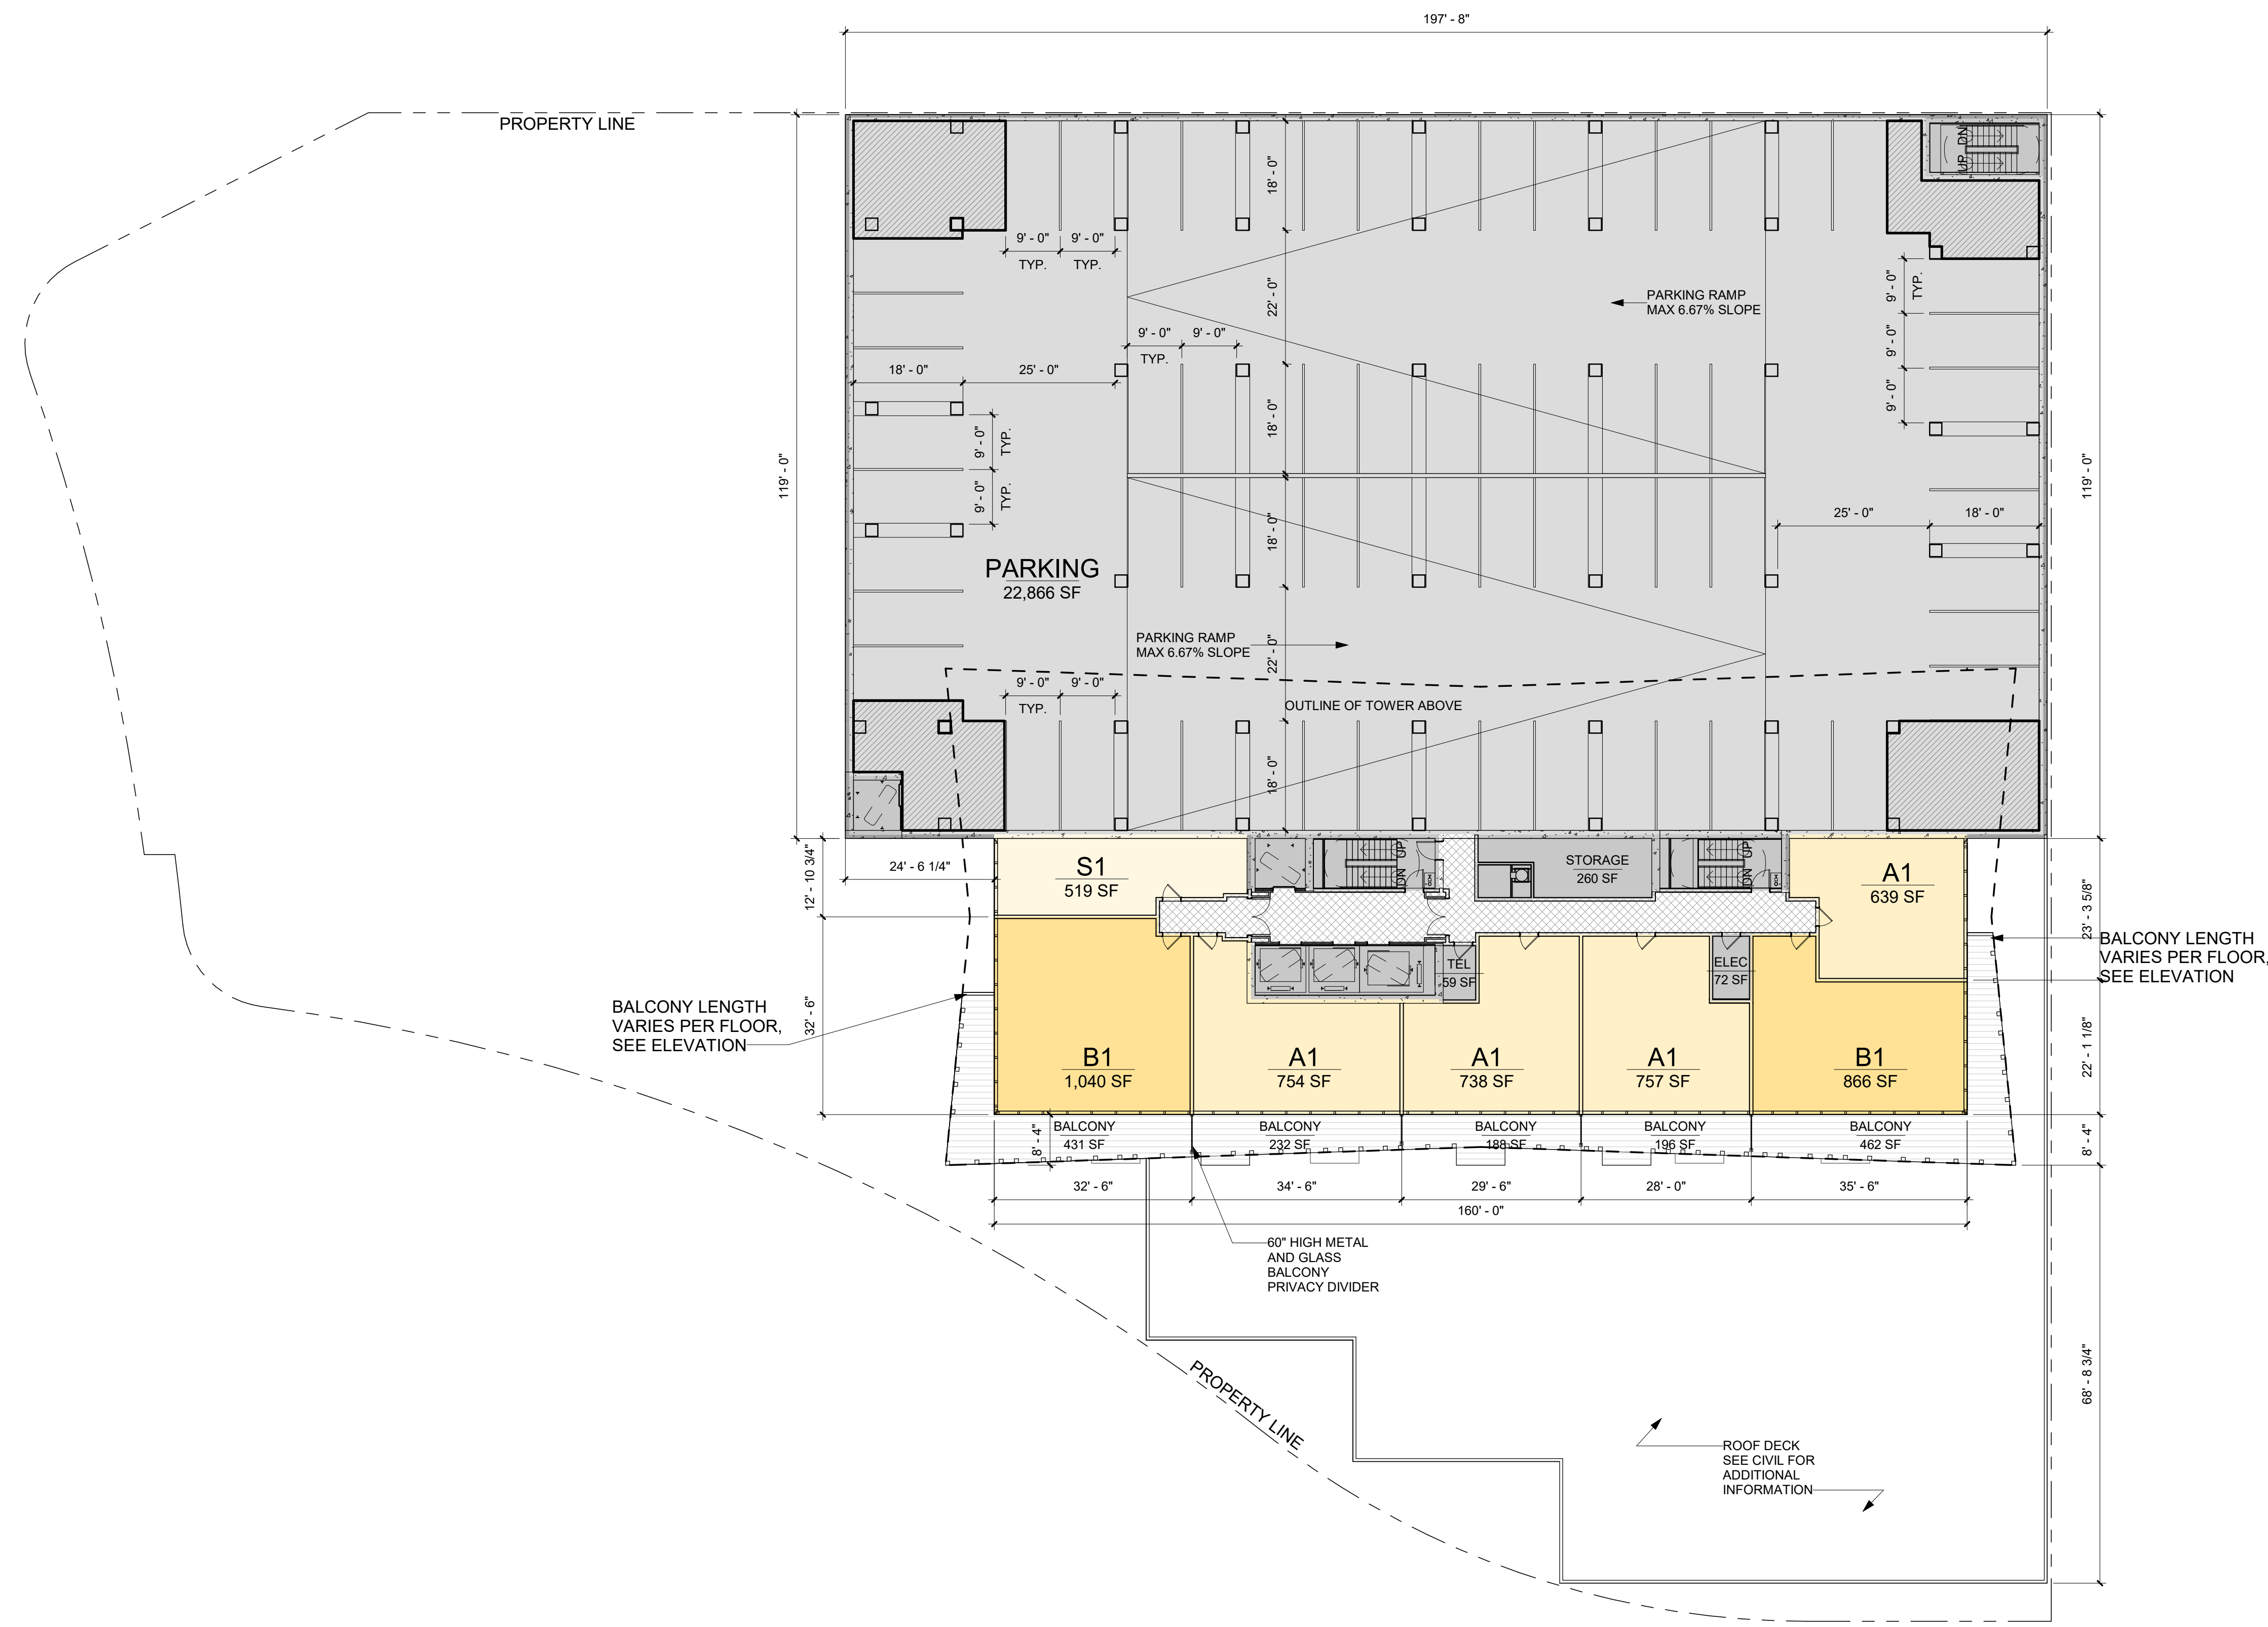 197' - 8"
PROPERTY LINE
UP DN
18' - 0"
9' - 0" 9' - 0"
TYP. TYP.
22' - 0"
PARKING RAMP
MAX 6.67% SLOPE
9' - 0"
TYP.
9' - 0" 9' - 0"
TYP.
9' - 0"
18' - 0" 25' - 0"
9' - 0"
18' - 0"
9' - 0"
TYP.
119' - 0"
119' - 0"
9' - 0"
TYP.
25' - 0" 18' - 0"
18' - 0"
PARKING
22,866 SF
PARKING RAMP
MAX 6.67% SLOPE
22' - 0"
9' - 0" 9' - 0"
TYP.
OUTLINE OF TOWER ABOVE
18' - 0"
24' - 6 1/4"
12' - 10 3/4"
S1
519 SF
DN UP
STORAGE
260 SF
DN UP
A1
639 SF
23' - 3 5/8"
BALCONY LENGTH
VARIES PER FLOOR,
SEE ELEVATION
TEL
59 SF
ELEC
72 SF
BALCONY LENGTH
VARIES PER FLOOR,
SEE ELEVATION
32' - 6"
B1
1,040 SF
A1
754 SF
A1
738 SF
A1
757 SF
B1
866 SF
22' - 1 1/8"
8' - 4"
BALCONY
431 SF
BALCONY
232 SF
BALCONY
188 SF
BALCONY
196 SF
BALCONY
462 SF
8' - 4"
32' - 6" 34' - 6" 29' - 6" 28' - 0" 35' - 6"
160' - 0"
60" HIGH METAL
AND GLASS
BALCONY
PRIVACY DIVIDER
PROPERTY LINE
68' - 8 3/4"
ROOF DECK
SEE CIVIL FOR
ADDITIONAL
INFORMATION